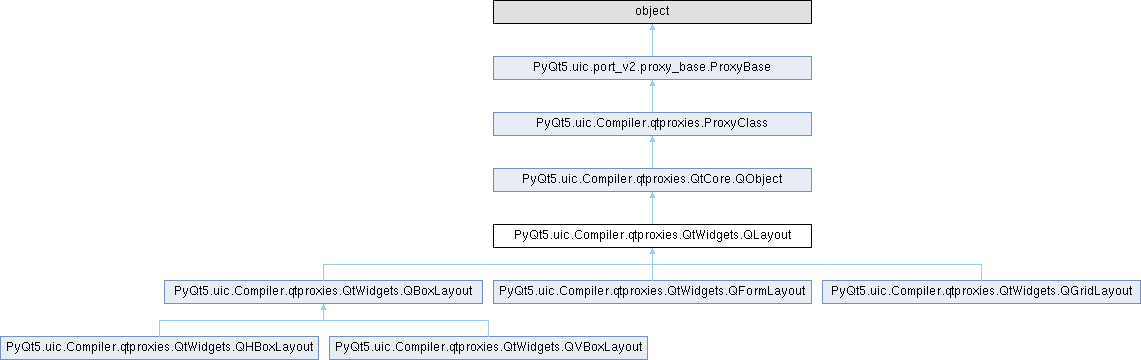 object
PyQt5.uic.port_v2.proxy_base.ProxyBase
PyQt5.uic.Compiler.qtproxies.ProxyClass
PyQt5.uic.Compiler.qtproxies.QtCore.QObject
PyQt5.uic.Compiler.qtproxies.QtWidgets.QLayout
PyQt5.uic.Compiler.qtproxies.QtWidgets.QBoxLayout
PyQt5.uic.Compiler.qtproxies.QtWidgets.QFormLayout
PyQt5.uic.Compiler.qtproxies.QtWidgets.QGridLayout
PyQt5.uic.Compiler.qtproxies.QtWidgets.QHBoxLayout
PyQt5.uic.Compiler.qtproxies.QtWidgets.QVBoxLayout